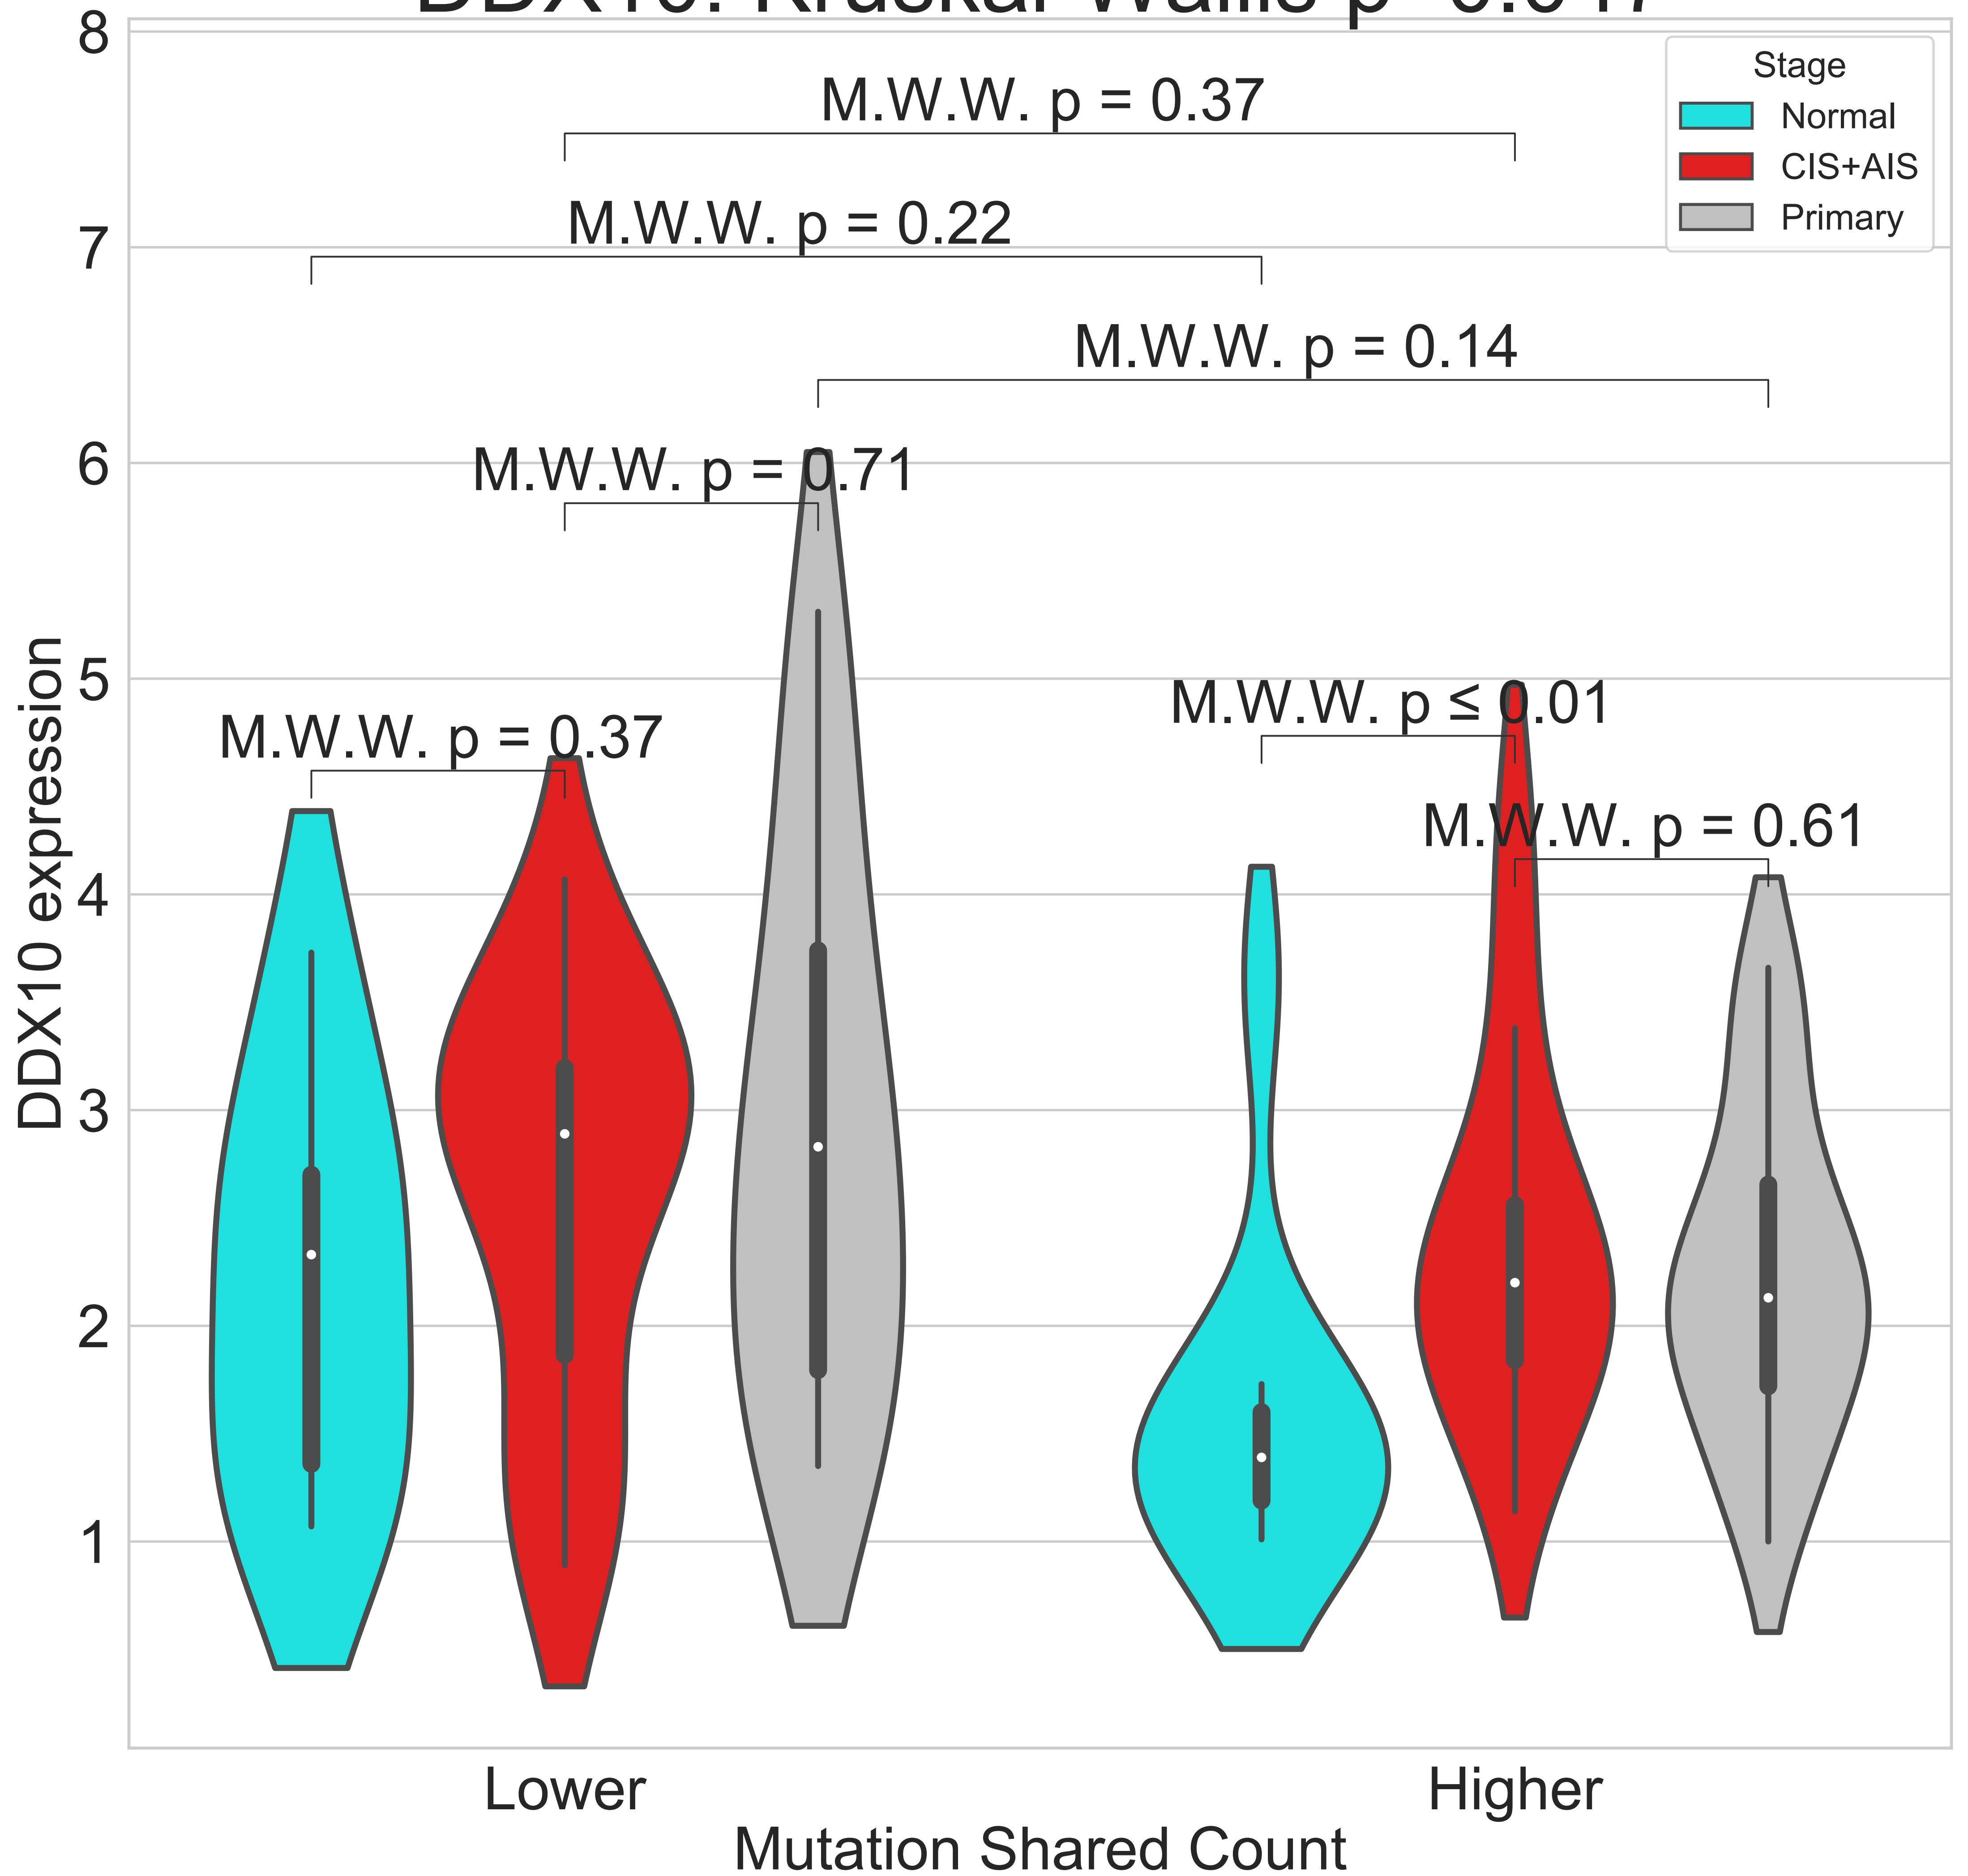 8
7
6
5
4
3
2
1
DDX10 expression
M.W.W. p = 0.37
M.W.W. p = 0.22
M.W.W. p = 0.14
M.W.W. p = 0.71
M.W.W. p ≤ 0.01
M.W.W. p = 0.37
M.W.W. p = 0.61
Stage
Normal
CIS+AIS
Primary
Lower
Higher
Mutation Shared Count